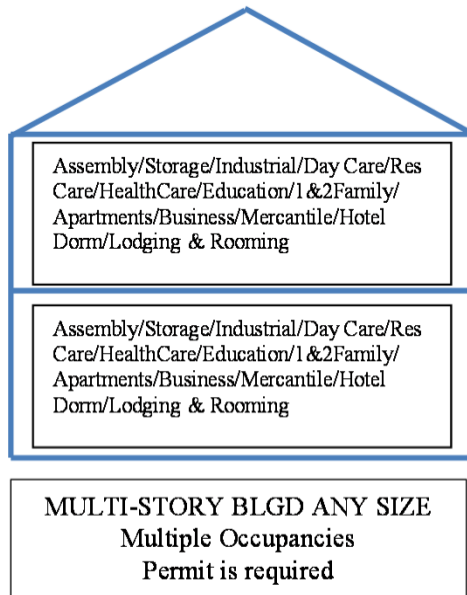 Assembly/Storage/Industrial/Day Care/Res
Care/HealthCare/Education/1&2Family/
Apartments/Business/Mercantile/Hotel
Dorm/Lodging & Rooming
Assembly/Storage/Industrial/Day Care/Res
Care/HealthCare/Education/1&2Family/
Apartments/Business/Mercantile/Hotel
Dorm/Lodging & Rooming
MULTI-STORY BLGD ANY SIZE
Multiple Occupancies
Permit is required